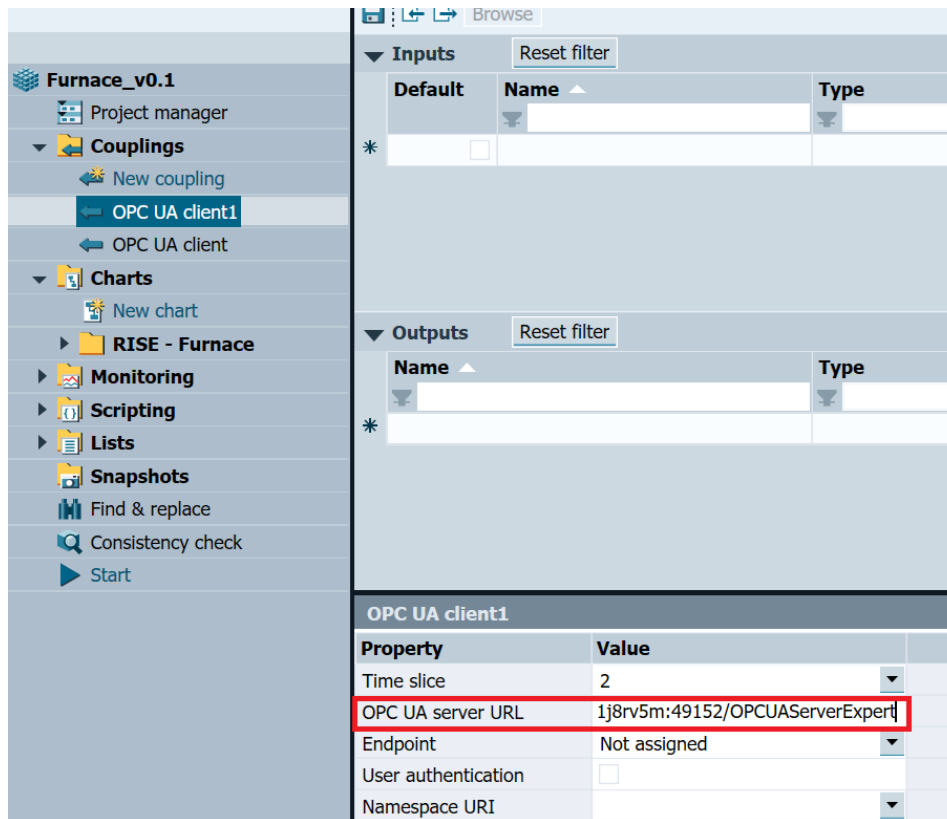 Browse
Inputs Reset filter
Default Name Type
Furnace_v0.1
Project manager
Couplings
New coupling
OPC UA client1
OPC UA client
Charts
New chart
RISE - Furnace
Monitoring
Scripting
Lists
Snapshots
Find & replace
Consistency check
Start
Outputs Reset filter
Name Type
OPC UA client1
Property Value
Time slice 2
OPC UA server URL 1j8rv5m:49152/OPCUAServerExpert
Endpoint Not assigned
User authentication
Namespace URI